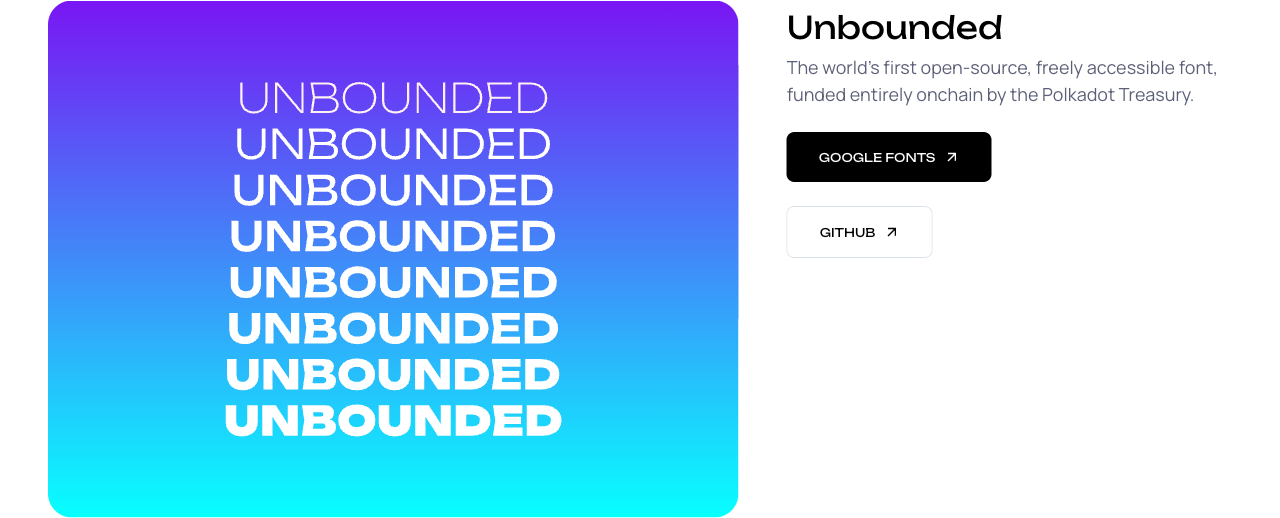 UNBOUNDED
UNBOUNDED
UNBOUNDED
UNBOUNDED
UNBOUNDED
UNBOUNDED
UNBOUNDED
UNBOUNDED
Unbounded
The world's first open-source, freely accessible font,
funded entirely onchain by the Polkadot Treasury.
GOOGLE FONTS
GITHUB